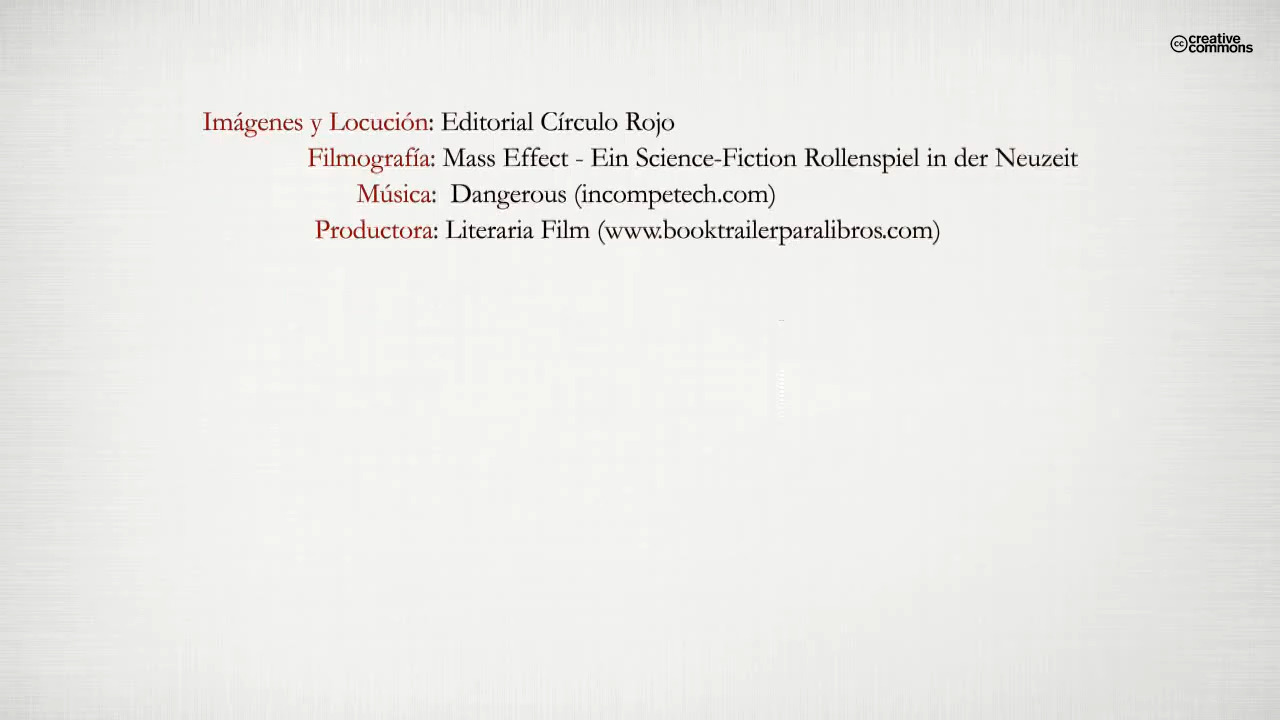 creative
commons
Imágenes y Locución: Editorial Círculo Rojo
Filmografía: Mass Effect - Ein Science-Fiction Rollenspiel in der Neuzeit
Música: Dangerous (incompetech.com)
Productora: Literaria Film (www.booktrailerparalibros.com)